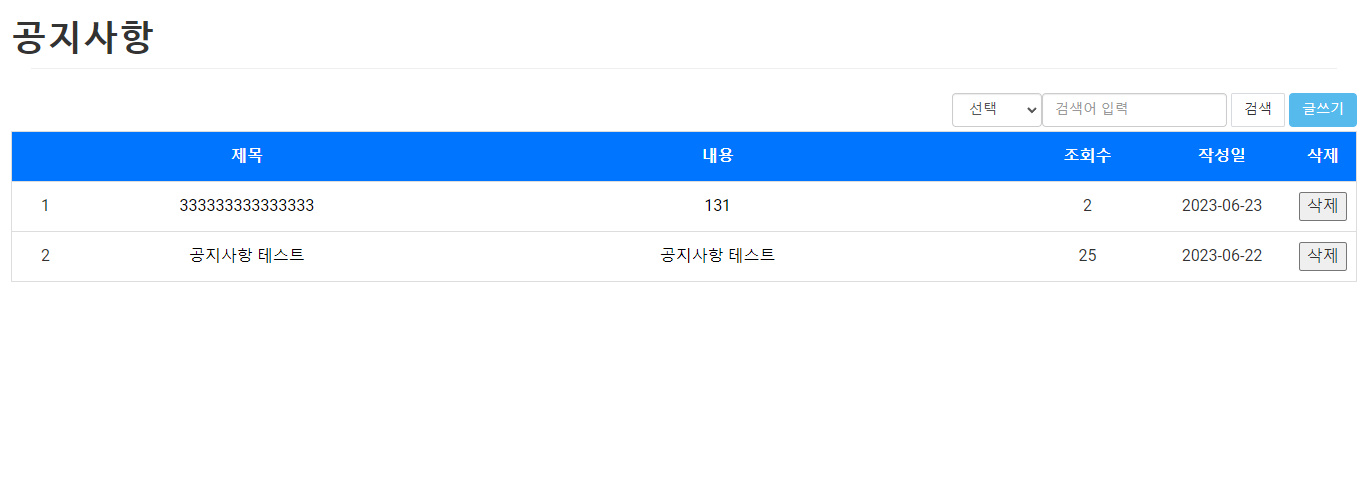 공지사항
선택 검색어 입력 검색 글쓰기
제목 내용 조회수 작성일 삭제
1 333333333333333 131 2 2023-06-23 삭제
2 공지사항 테스트 공지사항 테스트 25 2023-06-22 삭제